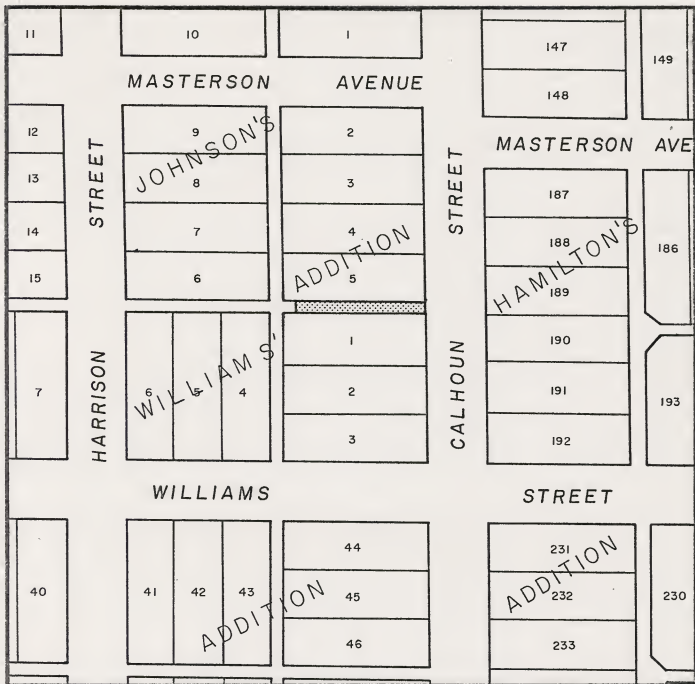 11 10 1 147 149
148
MASTERSON AVENUE
MASTERSON AVE
12 9 2
13 8 3 187
14 7 4 188 186
15 6 5 189
JOHNSON'S ADDITION
STREET
STREET
HAMILTON'S
7 6 5 4 1 190
2 191 193
3 192
WILLIAMS'
HARRISON
CALHOUN
WILLIAMS STREET
40 41 42 43 44 231 230
45 232
46 233
ADDITION
ADDITION